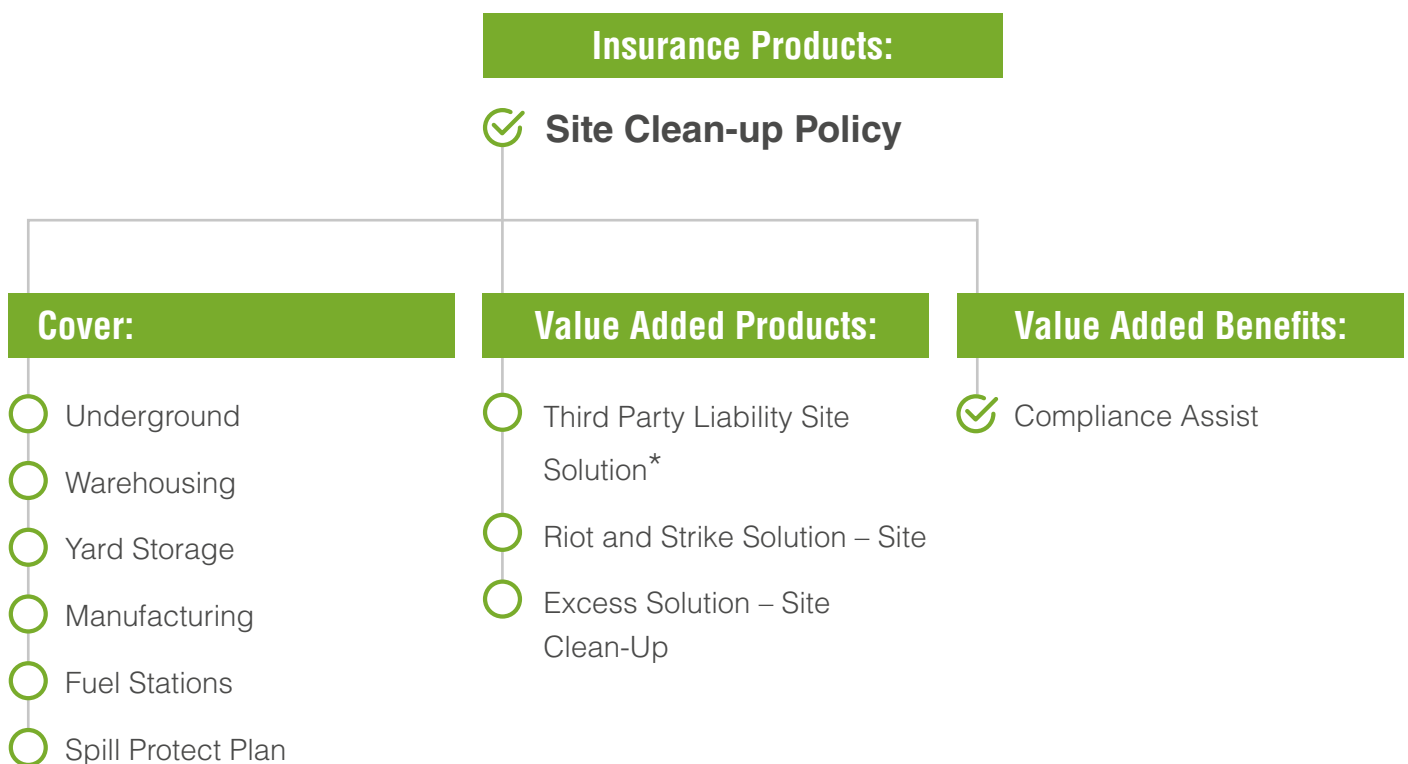 Insurance Products:
Site Clean-up Policy
Cover:
Underground
Warehousing
Yard Storage
Manufacturing
Fuel Stations
Spill Protect Plan
Value Added Products:
Third Party Liability Site
Solution*
Riot and Strike Solution – Site
Excess Solution – Site
Clean-Up
Value Added Benefits:
Compliance Assist